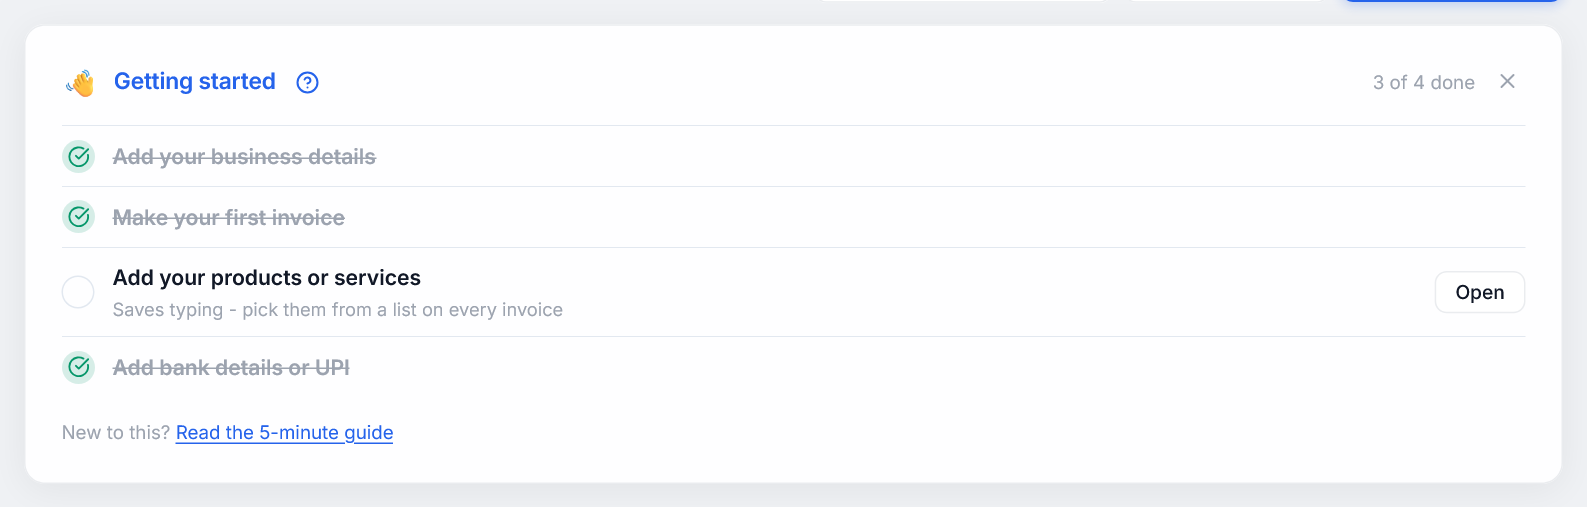 Getting started
3 of 4 done
Add your business details
Make your first invoice
Add your products or services
Saves typing - pick them from a list on every invoice
Open
Add bank details or UPI
New to this? Read the 5-minute guide